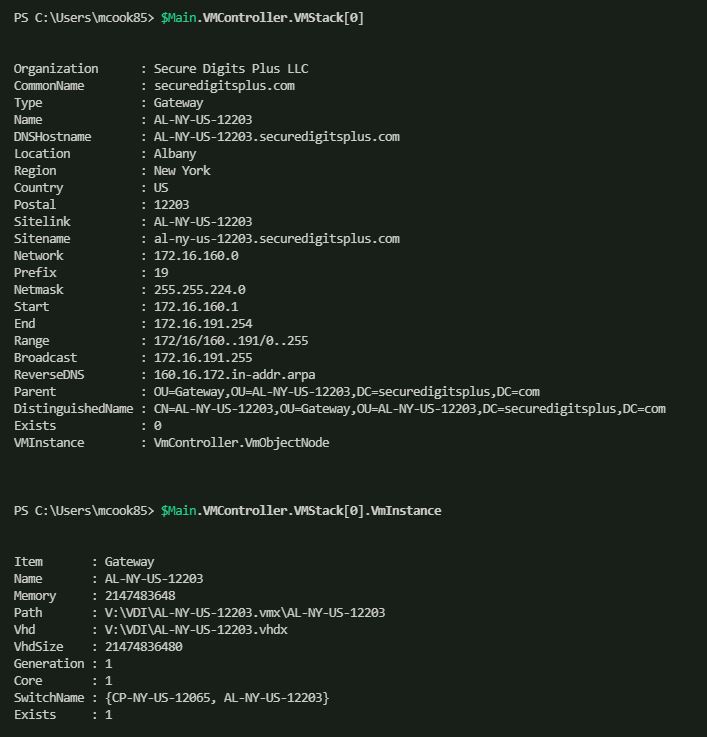 PS C:\Users\mcook85> $Main.VMController.VMStack[0]
Organization      : Secure Digits Plus LLC
CommonName        : securedigitsplus.com
Type              : Gateway
Name              : AL-NY-US-12203
DNSHostname       : AL-NY-US-12203.securedigitsplus.com
Location          : Albany
Region            : New York
Country           : US
Postal            : 12203
Sitelink          : AL-NY-US-12203
Sitename          : al-ny-us-12203.securedigitsplus.com
Network           : 172.16.160.0
Prefix            : 19
Netmask           : 255.255.224.0
Start             : 172.16.160.1
End               : 172.16.191.254
Range             : 172/16/160..191/0..255
Broadcast         : 172.16.191.255
ReverseDNS        : 160.16.172.in-addr.arpa
Parent            : OU=Gateway,OU=AL-NY-US-12203,DC=securedigitsplus,DC=com
DistinguishedName : CN=AL-NY-US-12203,OU=Gateway,OU=AL-NY-US-12203,DC=securedigitsplus,DC=com
Exists            : 0
VMInstance        : VmController.VmObjectNode
PS C:\Users\mcook85> $Main.VMController.VMStack[0].VmInstance
Item       : Gateway
Name       : AL-NY-US-12203
Memory     : 2147483648
Path       : V:\VDI\AL-NY-US-12203.vmx\AL-NY-US-12203
Vhd        : V:\VDI\AL-NY-US-12203.vhdx
VhdSize    : 21474836480
Generation : 1
Core       : 1
SwitchName : {CP-NY-US-12065, AL-NY-US-12203}
Exists     : 1